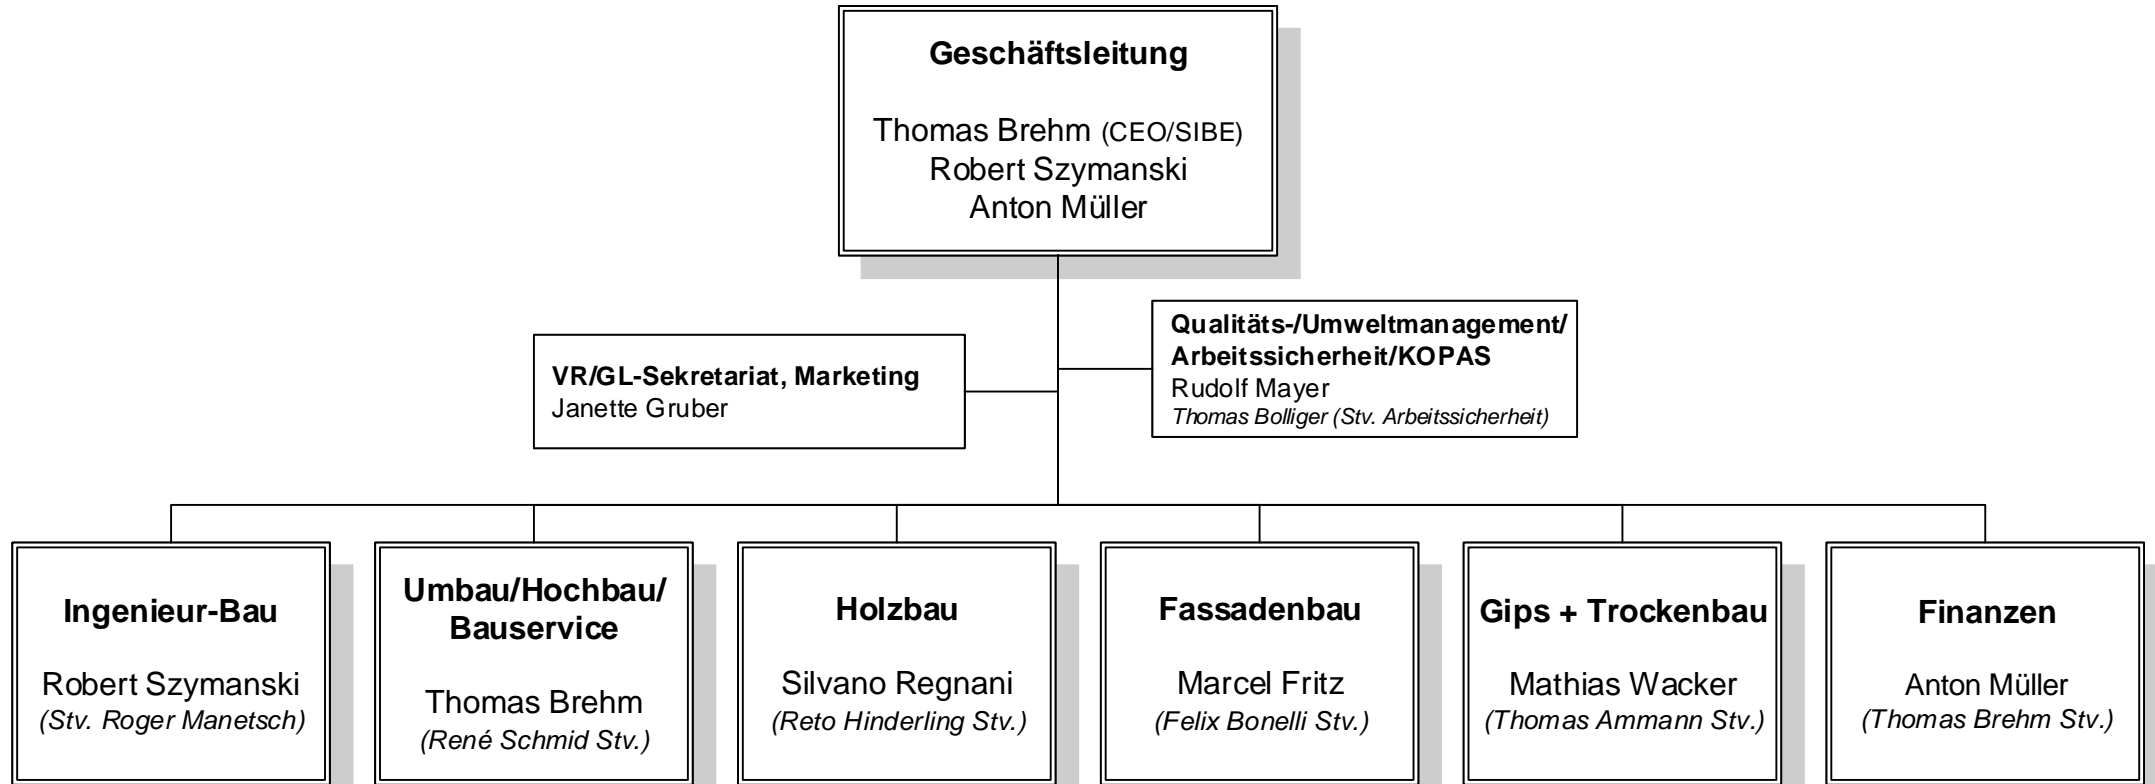 Geschäftsleitung
Thomas Brehm (CEO/SIBE)
Robert Szymanski
Anton Müller
Qualitäts-/Umweltmanagement/
Arbeitssicherheit/KOPAS
Rudolf Mayer
Thomas Bolliger (Stv. Arbeitssicherheit)
VR/GL-Sekretariat, Marketing
Janette Gruber
Ingenieur-Bau
Robert Szymanski
(Stv. Roger Manetsch)
Umbau/Hochbau/
Bauservice
Thomas Brehm
(René Schmid Stv.)
Holzbau
Silvano Regnani
(Reto Hinderling Stv.)
Fassadenbau
Marcel Fritz
(Felix Bonelli Stv.)
Gips + Trockenbau
Mathias Wacker
(Thomas Ammann Stv.)
Finanzen
Anton Müller
(Thomas Brehm Stv.)